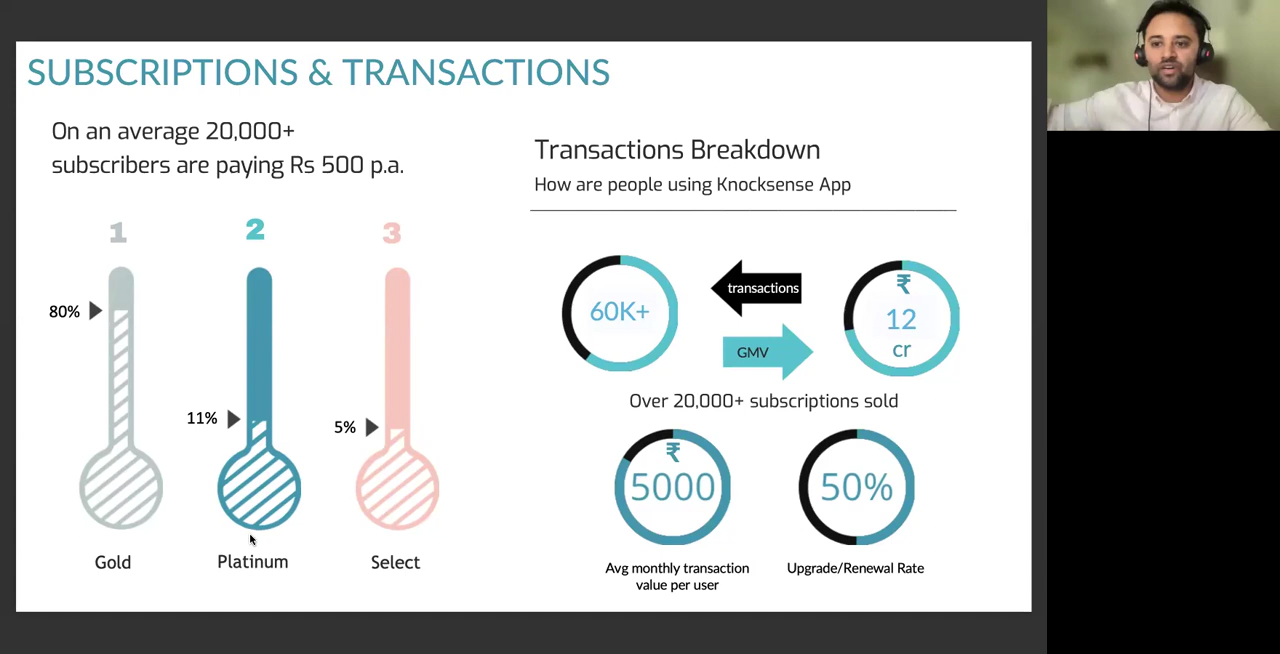 SUBSCRIPTIONS & TRANSACTIONS
On an average 20,000+
subscribers are paying Rs 500 p.a.
1
2
3
80%
11%
5%
Gold
Platinum
Select
Transactions Breakdown
How are people using Knocksense App
60K+
transactions
GMV
₹
12
cr
Over 20,000+ subscriptions sold
₹
5000
50%
Avg monthly transaction
value per user
Upgrade/Renewal Rate